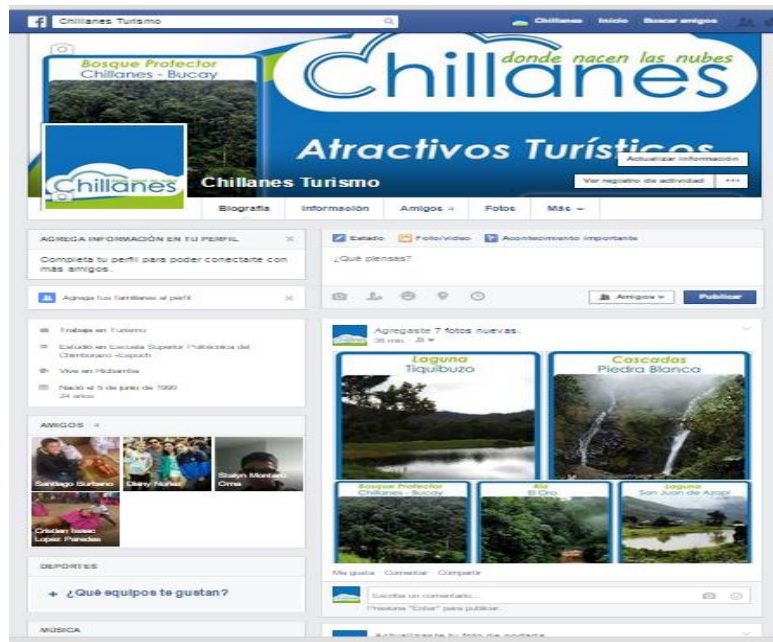 Chillanes Turismo
Chillanes Inicio Buscar amigos
Bosque Protector
Chillanes - Bucay
Chillanes
donde nacen las nubes
Atractivos Turísticos
Actualizar información
Chillanes
Chillanes Turismo
Ver registro de actividad ...
Biografía Información Amigos 4 Fotos Más
AGREGA INFORMACIÓN EN TU PERFIL
Completa tu perfil para poder conectarte con
más amigos.
Agrega tus familiares al perfil
Trabaja en Turismo
Estudió en Escuela Superior Politécnica del
Chimborazo -Espoch
Vive en Riobamba
Nació el 5 de junio de 1990
24 años
AMIGOS 4
Santiago Burbano
Diany Nuñez
Stalyn Montero
Orna
Cristian Isaac
Lopez Paredes
DEPORTES
+ ¿Qué equipos te gustan?
MÚSICA
Estado Foto/video Acontecimiento importante
¿Qué piensas?
Amigos Publicar
Agregaste 7 fotos nuevas.
38 min
Laguna
Tiquibuzo
Cascadas
Piedra Blanca
Bosque Protector
Chillanes - Bucay
Río
El Oro
Laguna
San Juan de Azapi
Me gusta Comentar Compartir
Escribe un comentario...
Presiona "Enter" para publicar.
Actualizaste tu foto de portada.